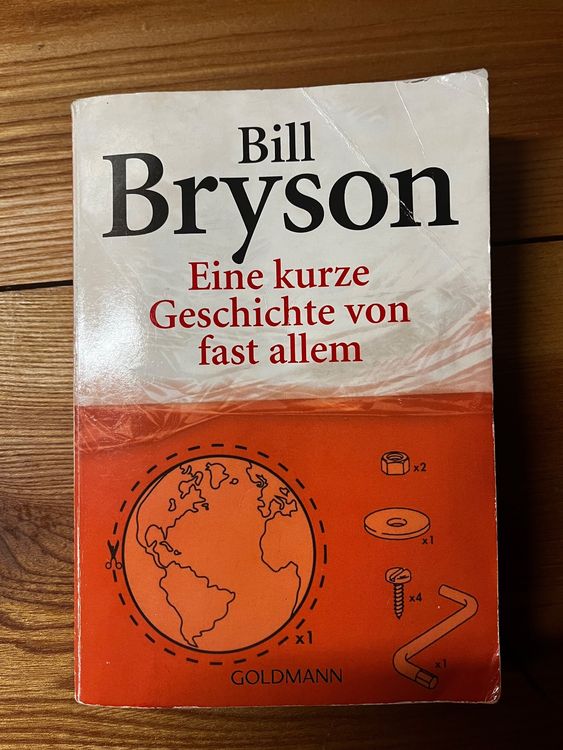 Bill
Bryson
Eine kurze
Geschichte von
fast allem
x2
x1
x4
x1
x1
GOLDMANN